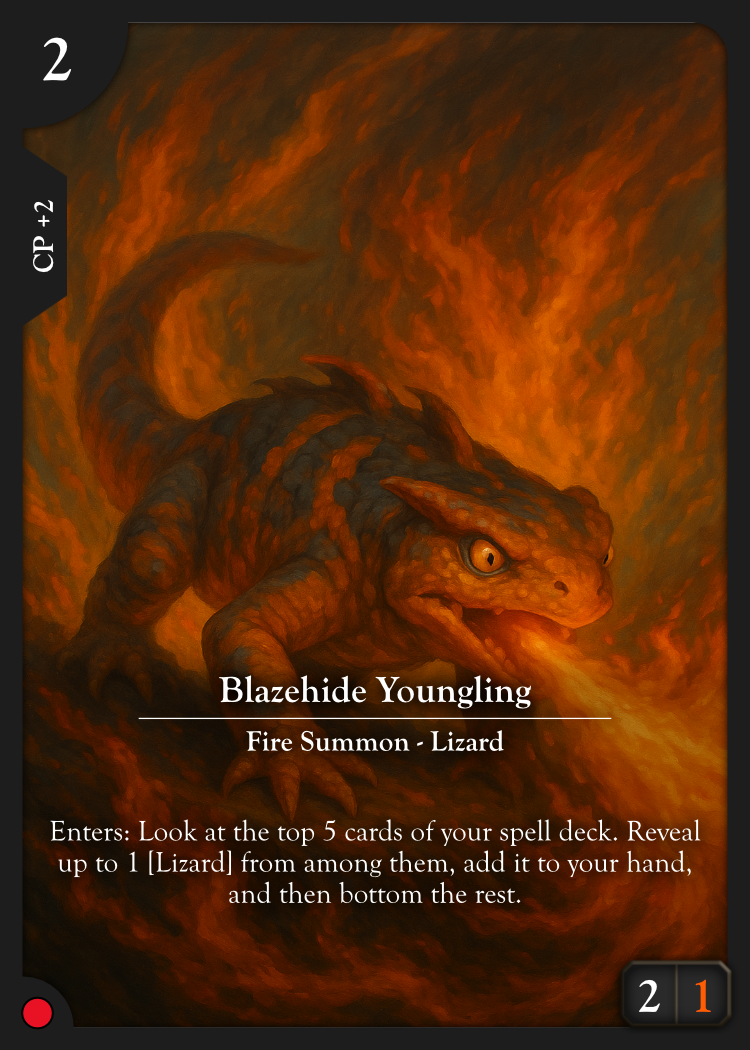 2
CP +2
Blazehide Youngling
Fire Summon - Lizard
Enters: Look at the top 5 cards of your spell deck. Reveal
up to 1 [Lizard] from among them, add it to your hand,
and then bottom the rest.
2 1